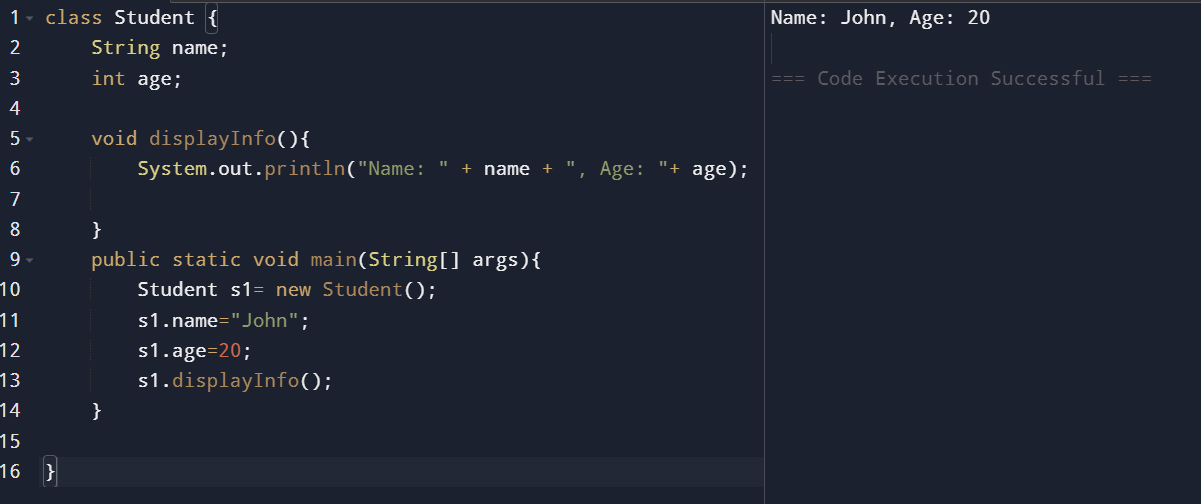 1 class Student {
2     String name;
3     int age;
4
5     void displayInfo(){
6         System.out.println("Name: " + name + ", Age: "+ age);
7
8     }
9     public static void main(String[] args){
10         Student s1= new Student();
11         s1.name="John";
12         s1.age=20;
13         s1.displayInfo();
14     }
15
16 }
Name: John, Age: 20
=== Code Execution Successful ===